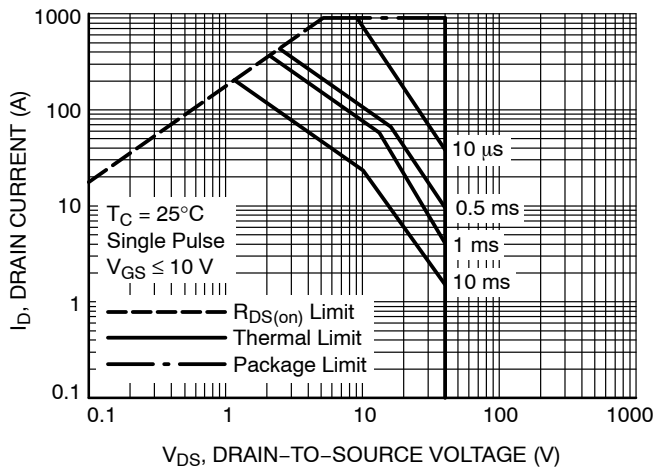 1000
100
10
1
0.1
I_D, DRAIN CURRENT (A)
10 µs
0.5 ms
1 ms
10 ms
T_C = 25°C
Single Pulse
V_GS ≤ 10 V
R_DS(on) Limit
Thermal Limit
Package Limit
0.1 1 10 100 1000
V_DS, DRAIN−TO−SOURCE VOLTAGE (V)